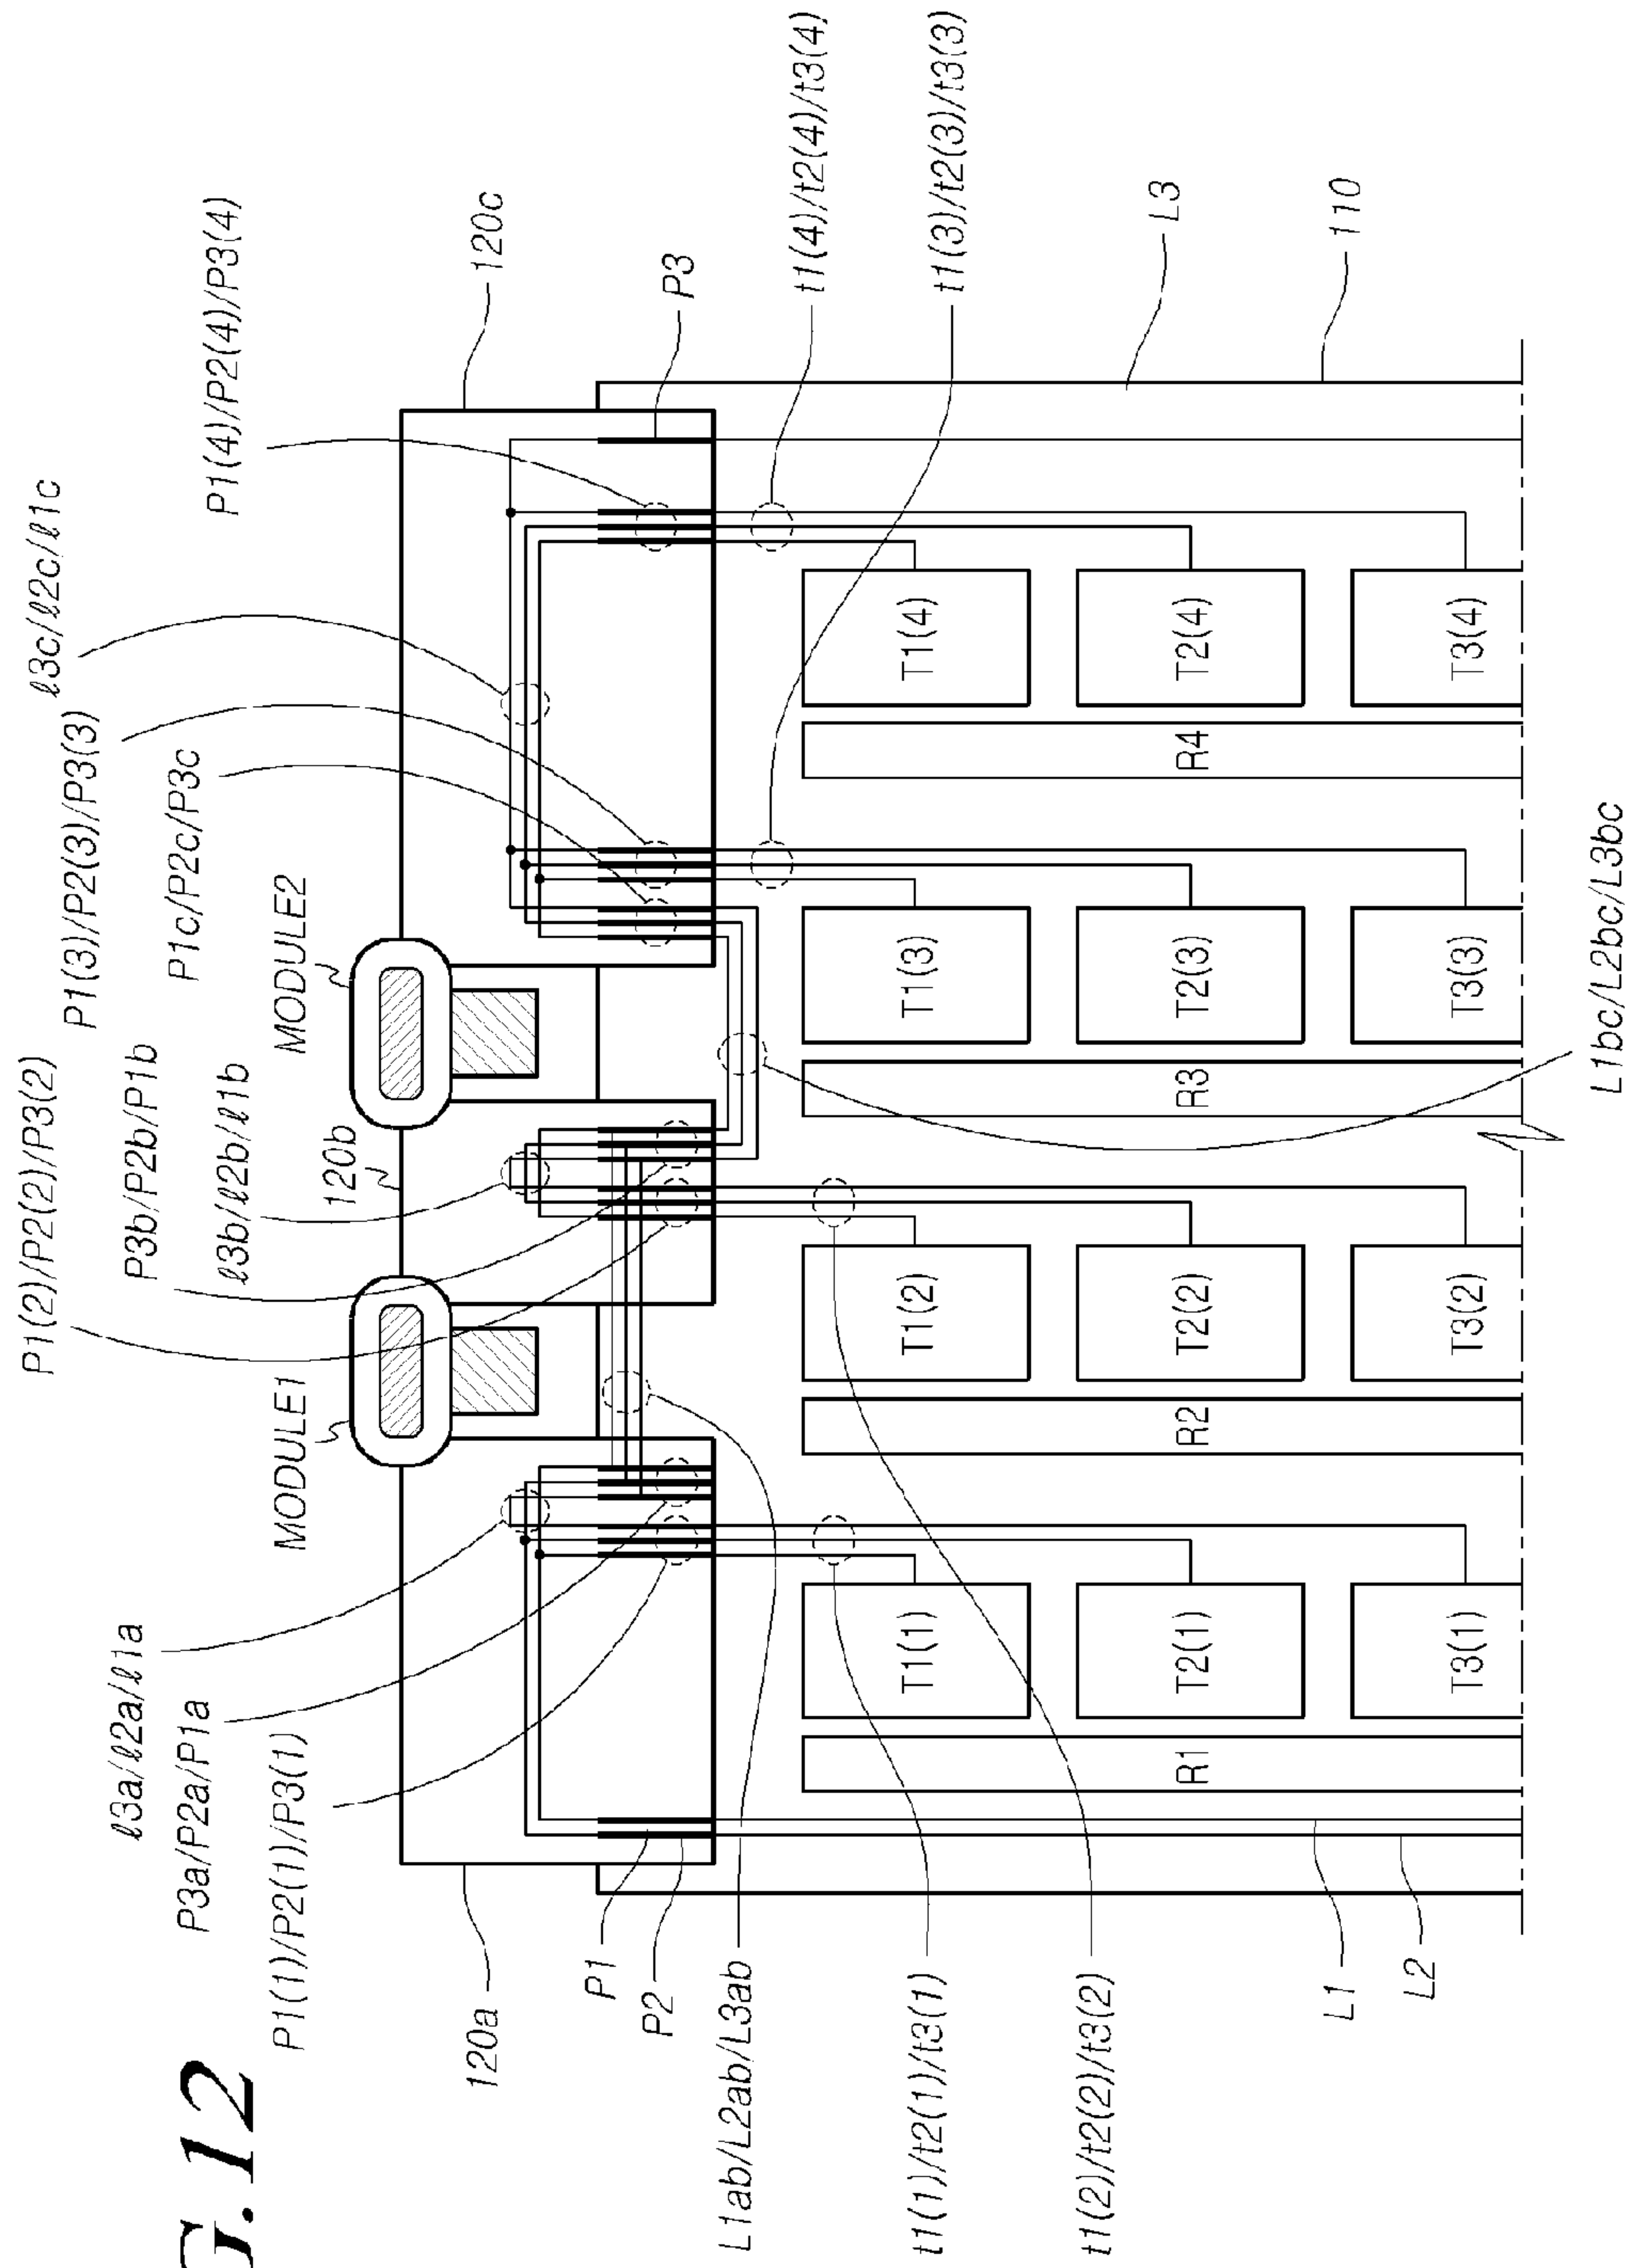 G.12
l3a/l2a/l1a
P3a/P2a/P1a
P1(1)/P2(1)/P3(1)
120a
P1
P2
L1ab/L2ab/L3ab
t1(1)/t2(1)/t3(1)
t1(2)/t2(2)/t3(2)
L1
L2
MODULE1
P1(2)/P2(2)/P3(2)
P3b/P2b/P1b
l3b/l2b/l1b
120b
MODULE2
P1(3)/P2(3)/P3(3)
P1c/P2c/P3c
l3c/l2c/l1c
P1(4)/P2(4)/P3(4)
120c
P3
t1(4)/t2(4)/t3(4)
t1(3)/t2(3)/t3(3)
L3
110
L1bc/L2bc/L3bc
R1
T1(1)
T2(1)
T3(1)
R2
T1(2)
T2(2)
T3(2)
R3
T1(3)
T2(3)
T3(3)
R4
T1(4)
T2(4)
T3(4)